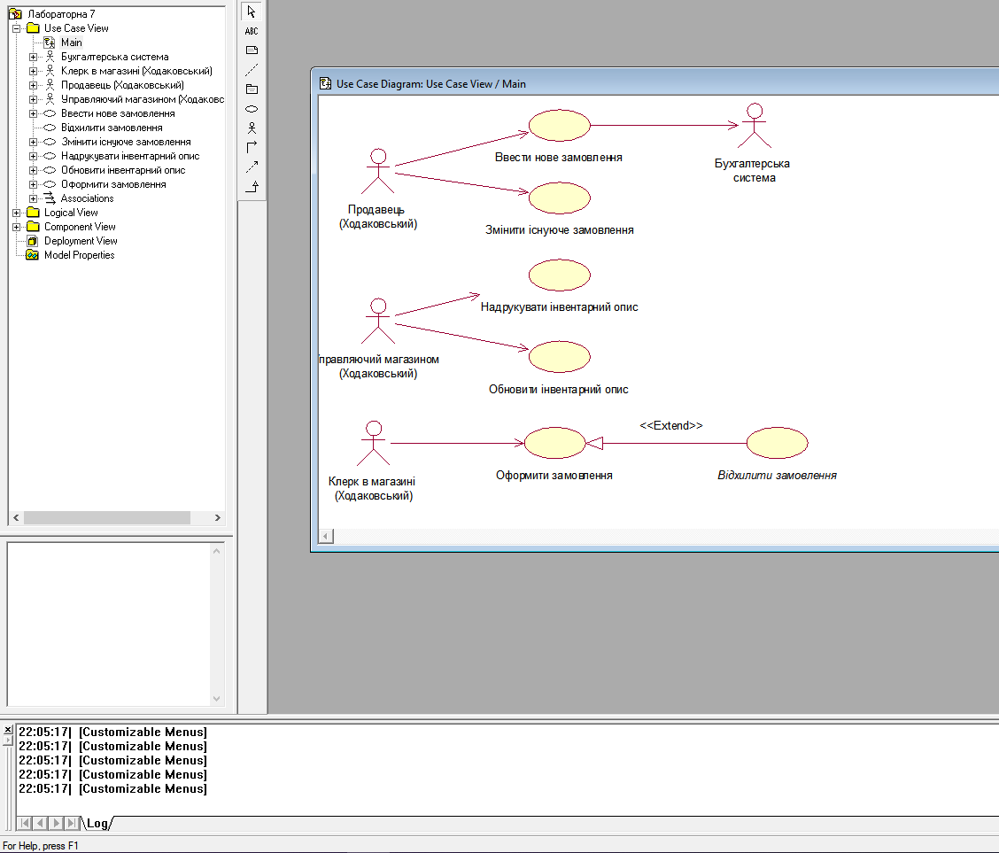 Лабораторна 7
Use Case View
Main
Бухгалтерська система
Клерк в магазині (Ходаковський)
Продавець (Ходаковський)
Управляючий магазином (Ходаковс
Ввести нове замовлення
Відхилити замовлення
Змінити існуюче замовлення
Надрукувати інвентарний опис
Обновити інвентарний опис
Оформити замовлення
Associations
Logical View
Component View
Deployment View
Model Properties
ABC
Use Case Diagram: Use Case View / Main
Ввести нове замовлення
Бухгалтерська
система
Продавець
(Ходаковський)
Змінити існуюче замовлення
Надрукувати інвентарний опис
правляючий магазином
(Ходаковський)
Обновити інвентарний опис
<<Extend>>
Оформити замовлення
Відхилити замовлення
Клерк в магазині
(Ходаковський)
22:05:17| [Customizable Menus]
22:05:17| [Customizable Menus]
22:05:17| [Customizable Menus]
22:05:17| [Customizable Menus]
22:05:17| [Customizable Menus]
Log
For Help, press F1